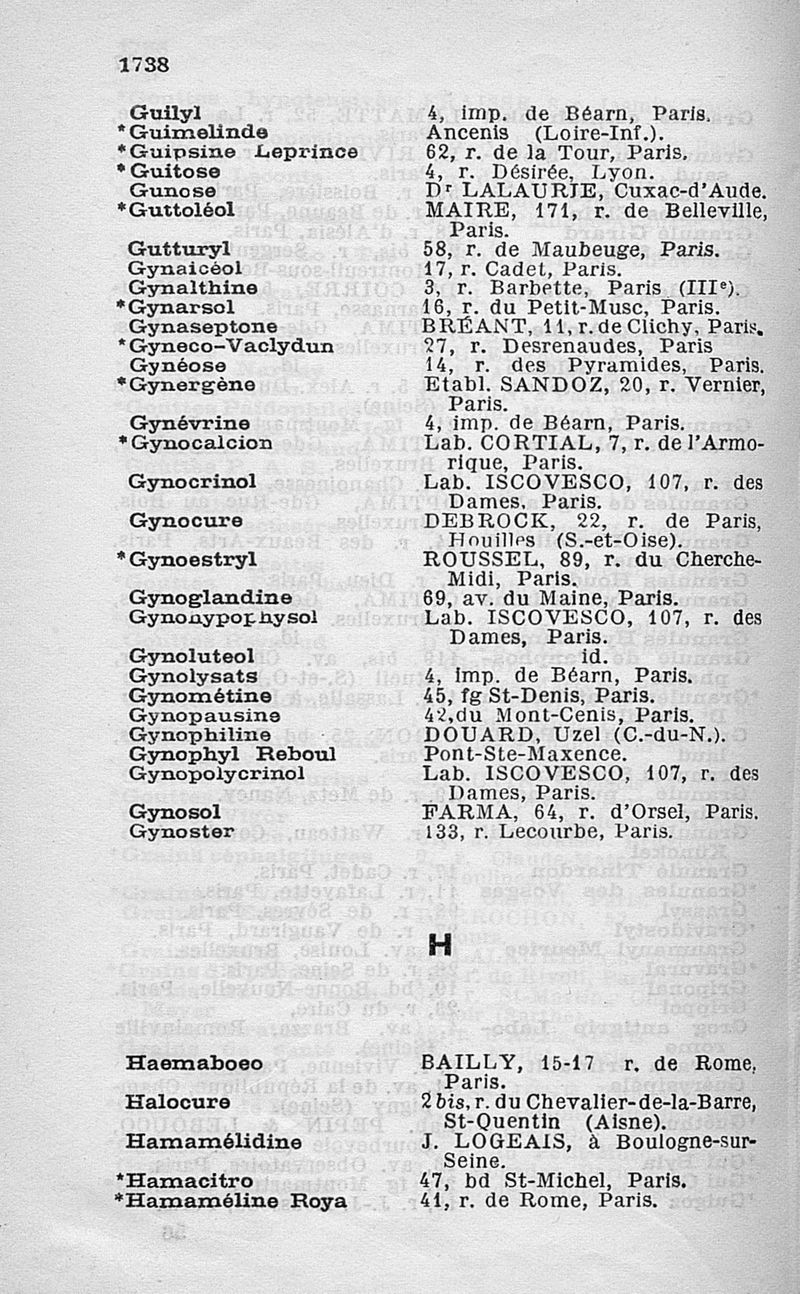 1738
Guilyl 4, imp. de Béarn, Paris.
*Guimelinde Ancenis (Loire-Inf.).
*Guipsine Leprince 62, r. de la Tour, Paris.
*Guitose 4, r. Désirée, Lyon.
Gunose Dr LALAURIE, Cuxac-d'Aude.
*Guttoléol MAIRE, 171, r. de Belleville,
Paris.
Gutturyl 58, r. de Maubeuge, Paris.
Gynaicéol 17, r. Cadet, Paris.
Gynalthine 3, r. Barbette, Paris (IIIe).
*Gynarsol 16, r. du Petit-Musc, Paris.
Gynaseptone BRÉANT, 11, r. de Clichy, Paris.
*Gyneco-Vaclydun 27, r. Desrenaudes, Paris
Gynéose 14, r. des Pyramides, Paris.
*Gynergène Etabl. SANDOZ, 20, r. Vernier,
Paris.
Gynévrine 4, imp. de Béarn, Paris.
*Gynocalcion Lab. CORTIAL, 7, r. de l'Armo-
rique, Paris.
Gynocrinol Lab. ISCOVESCO, 107, r. des
Dames, Paris.
Gynocure DEBROCK, 22, r. de Paris,
Houilles (S.-et-Oise).
*Gynoestryl ROUSSEL, 89, r. du Cherche-
Midi, Paris.
Gynoglandine 69, av. du Maine, Paris.
Gynohypophysol Lab. ISCOVESCO, 107, r. des
Dames, Paris.
Gynoluteol id.
Gynolysats 4, imp. de Béarn, Paris.
Gynométine 45, fg St-Denis, Paris.
Gynopausine 42, du Mont-Cenis, Paris.
Gynophiline DOUARD, Uzel (C.-du-N.).
Gynophyl Reboul Pont-Ste-Maxence.
Gynopolycrinol Lab. ISCOVESCO, 107, r. des
Dames, Paris.
Gynosol FARMA, 64, r. d'Orsel, Paris.
Gynoster 133, r. Lecourbe, Paris.
H
Haemaboeo BAILLY, 15-17 r. de Rome,
Paris.
Halocure 2 bis, r. du Chevalier-de-la-Barre,
St-Quentin (Aisne).
Hamamélidine J. LOGEAIS, à Boulogne-sur-
Seine.
*Hamacitro 47, bd St-Michel, Paris.
*Hamaméline Roya 41, r. de Rome, Paris.